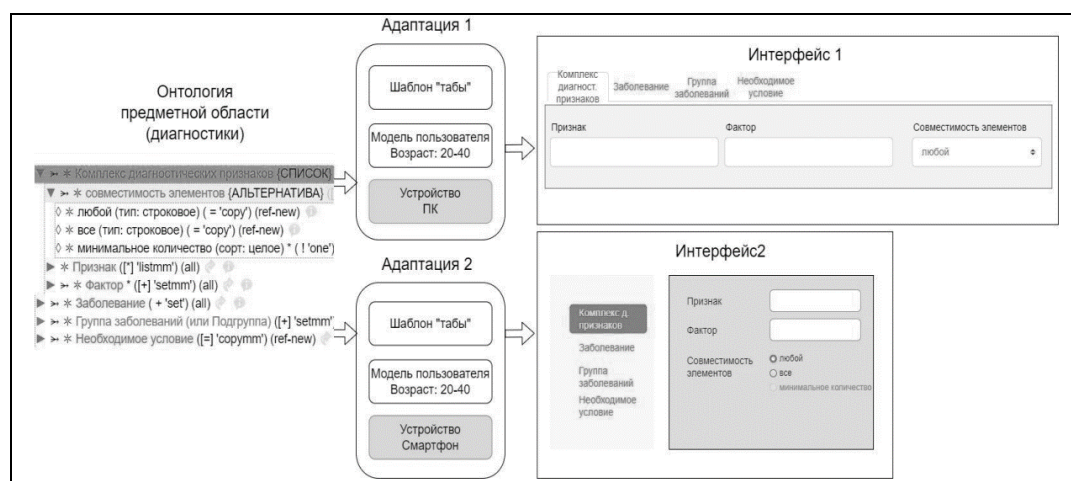 Адаптация 1
Онтология
предметной области
(диагностики)
* Комплекс диагностических признаков {СПИСОК}
* совместимость элементов {АЛЬТЕРНАТИВА}
* любой (тип: строковое) ( = 'copy') (ref-new)
* все (тип: строковое) ( = 'copy') (ref-new)
* минимальное количество (сорт: целое) * ( ! 'one')
* Признак ([*] 'listmm') (all)
* Фактор * ([+] 'setmm') (all)
* Заболевание ( + 'set') (all)
* Группа заболеваний (или Подгруппа) ([+] 'setmm'
* Необходимое условие ([=] 'copymm') (ref-new)
Шаблон "табы"
Модель пользователя
Возраст: 20-40
Устройство
ПК
Интерфейс 1
Комплекс
диагност.
признаков
Заболевание
Группа
заболеваний
Необходимое
условие
Признак
Фактор
Совместимость элементов
любой
Адаптация 2
Шаблон "табы"
Модель пользователя
Возраст: 20-40
Устройство
Смартфон
Интерфейс2
Комплекс д.
признаков
Заболевание
Группа
заболеваний
Необходимое
условие
Признак
Фактор
Совместимость
элементов
любой
все
минимальное количество